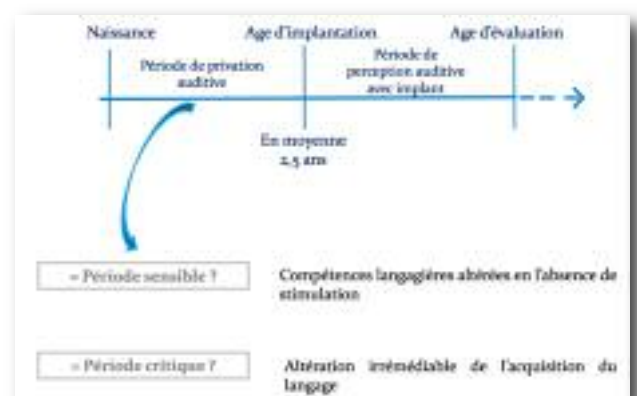 Naissance
Age d'implantation
Age d'évaluation
Période de privation
auditive
Période de
perception auditive
avec implant
En moyenne
2,5 ans
= Période sensible ?
Compétences langagières altérées en l'absence de
stimulation
= Période critique ?
Altération irrémédiable de l'acquisition du
langage